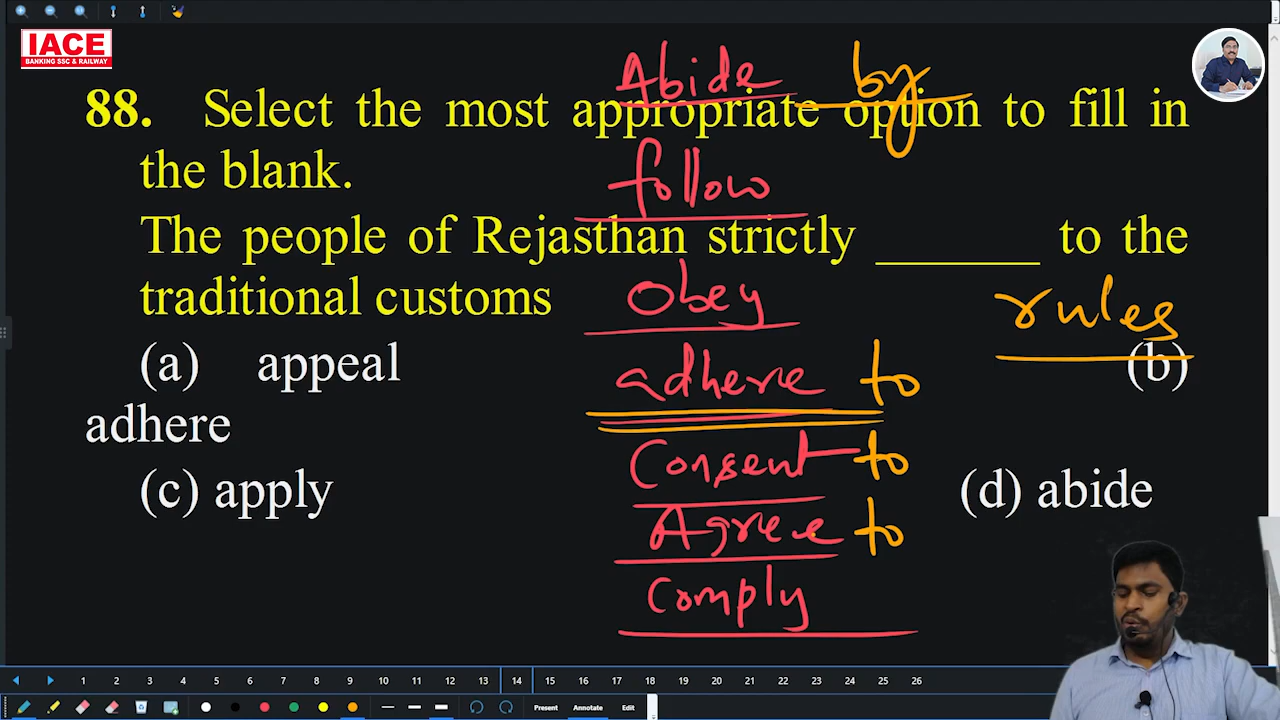 IACE
BANKING SSC & RAILWAY
Abide by
88. Select the most appropriate option to fill in
the blank.
follow
The people of Rejasthan strictly _______ to the
traditional customs
Obey
rules
(a) appeal (b)
adhere to
adhere
Consent to
(c) apply (d) abide
Agree to
Comply
1 2 3 4 5 6 7 8 9 10 11 12 13 14 15 16 17 18 19 20 21 22 23 24 25 26
Present Annotate Edit